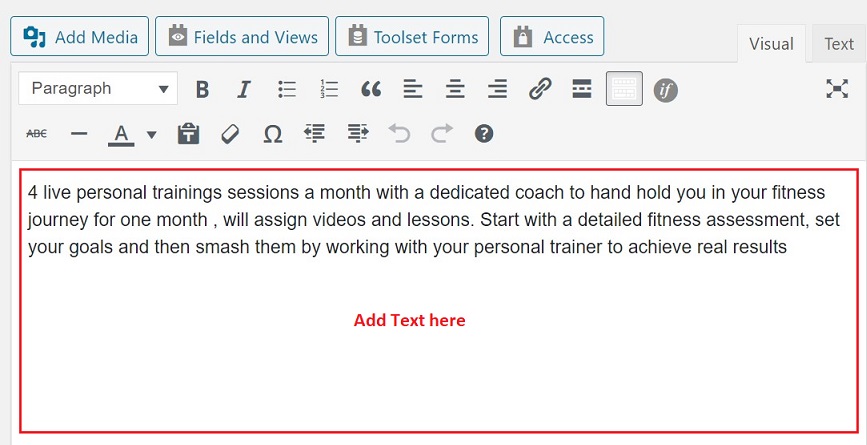 Add Media Fields and Views Toolset Forms Access
Visual Text
Paragraph B I if
ABC A T Ω ?
4 live personal trainings sessions a month with a dedicated coach to hand hold you in your fitness
journey for one month , will assign videos and lessons. Start with a detailed fitness assessment, set
your goals and then smash them by working with your personal trainer to achieve real results
Add Text here